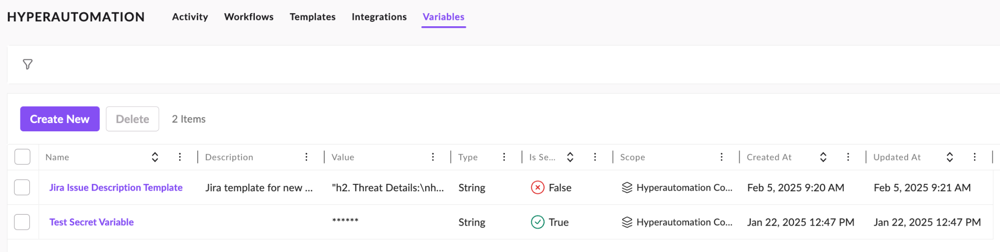 HYPERAUTOMATION Activity Workflows Templates Integrations Variables
Create New Delete 2 Items
Name Description Value Type Is Se... Scope Created At Updated At
Jira Issue Description Template Jira template for new ... "h2. Threat Details:\nh... String False Hyperautomation Co... Feb 5, 2025 9:20 AM Feb 5, 2025 9:21 AM
Test Secret Variable ****** String True Hyperautomation Co... Jan 22, 2025 12:47 PM Jan 22, 2025 12:47 PM